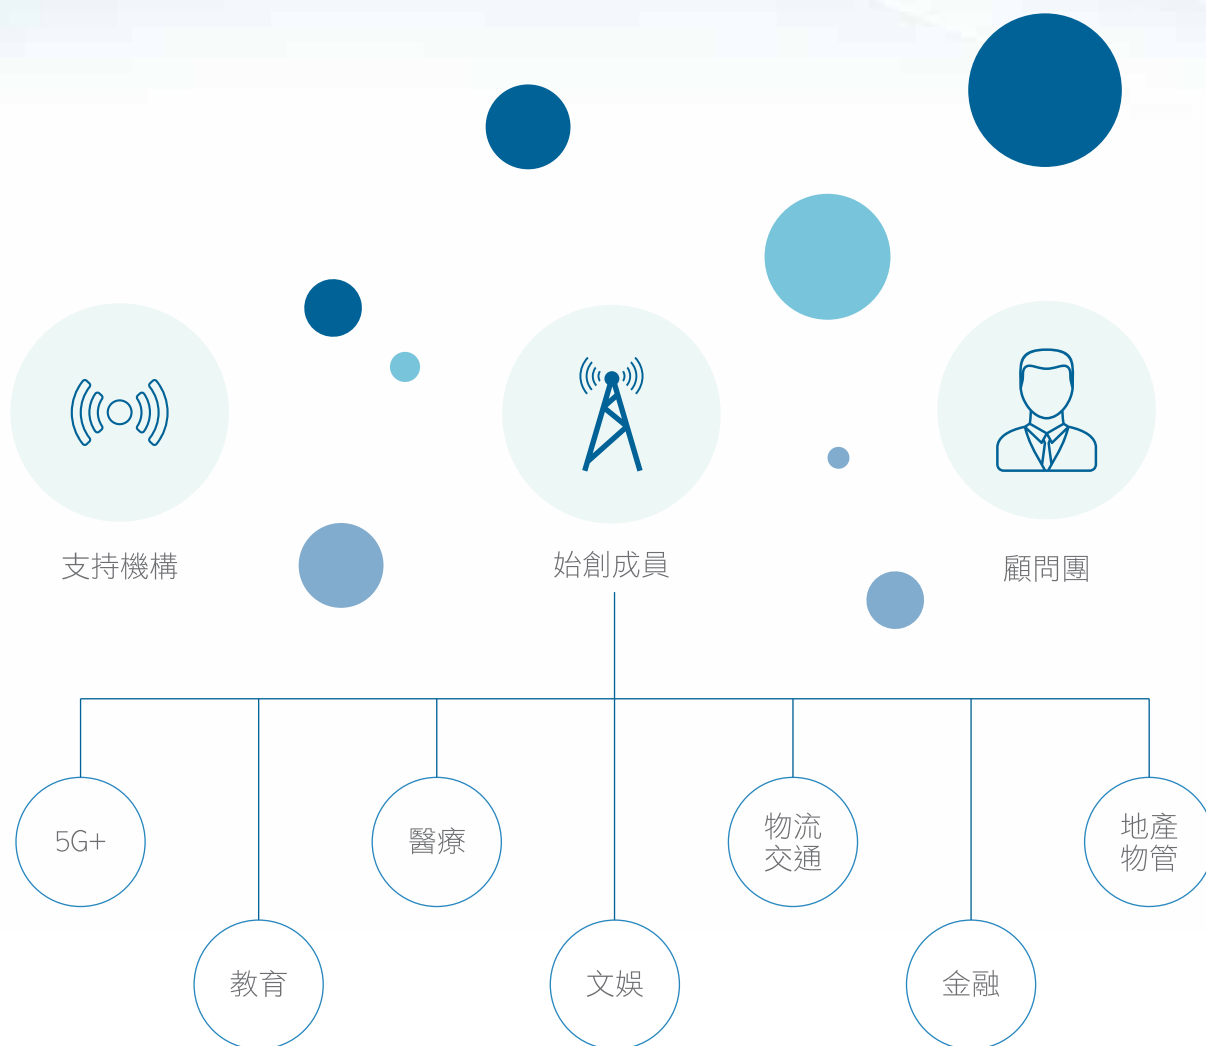 支持機構
始創成員
顧問團
5G+
醫療
物流
交通
地產
物管
教育
文娛
金融